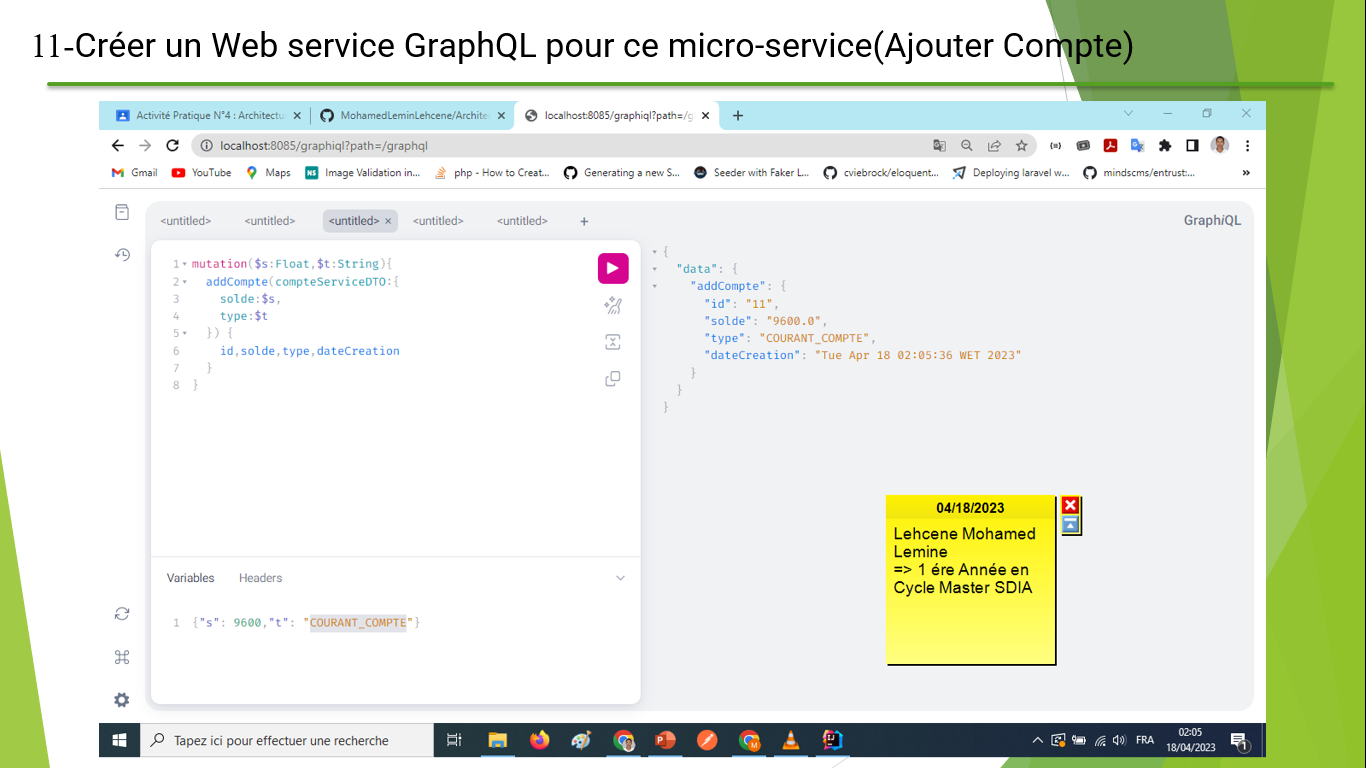 11-Créer un Web service GraphQL pour ce micro-service(Ajouter Compte)
Activité Pratique N°4 : Architectu
MohamedLeminLehcene/Archite
localhost:8085/graphiql?path=/g
localhost:8085/graphiql?path=/graphql
Gmail
YouTube
Maps
Image Validation in...
php - How to Creat...
Generating a new S...
Seeder with Faker L...
cviebrock/eloquent...
Deploying laravel w...
mindscms/entrust:...
»
<untitled>
<untitled>
<untitled>
<untitled>
<untitled>
GraphiQL
1 mutation($s:Float,$t:String){
2 addCompte(compteServiceDTO:{
3 solde:$s,
4 type:$t
5 }) {
6 id,solde,type,dateCreation
7 }
8 }
{
"data": {
"addCompte": {
"id": "11",
"solde": "9600.0",
"type": "COURANT_COMPTE",
"dateCreation": "Tue Apr 18 02:05:36 WET 2023"
}
}
}
Variables
Headers
1 {"s": 9600,"t": "COURANT_COMPTE"}
04/18/2023
Lehcene Mohamed
Lemine
=> 1 ére Année en
Cycle Master SDIA
Tapez ici pour effectuer une recherche
FRA
02:05
18/04/2023
1